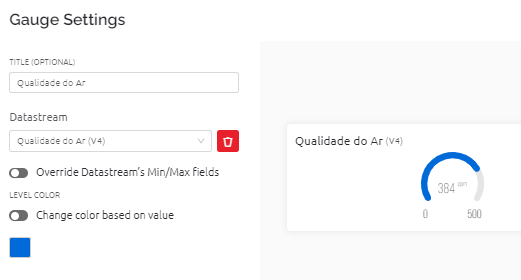 Gauge Settings
TITLE (OPTIONAL)
Qualidade do Ar
Datastream
Qualidade do Ar (V4)
Override Datastream's Min/Max fields
LEVEL COLOR
Change color based on value
Qualidade do Ar (V4)
384 ppm
0 500